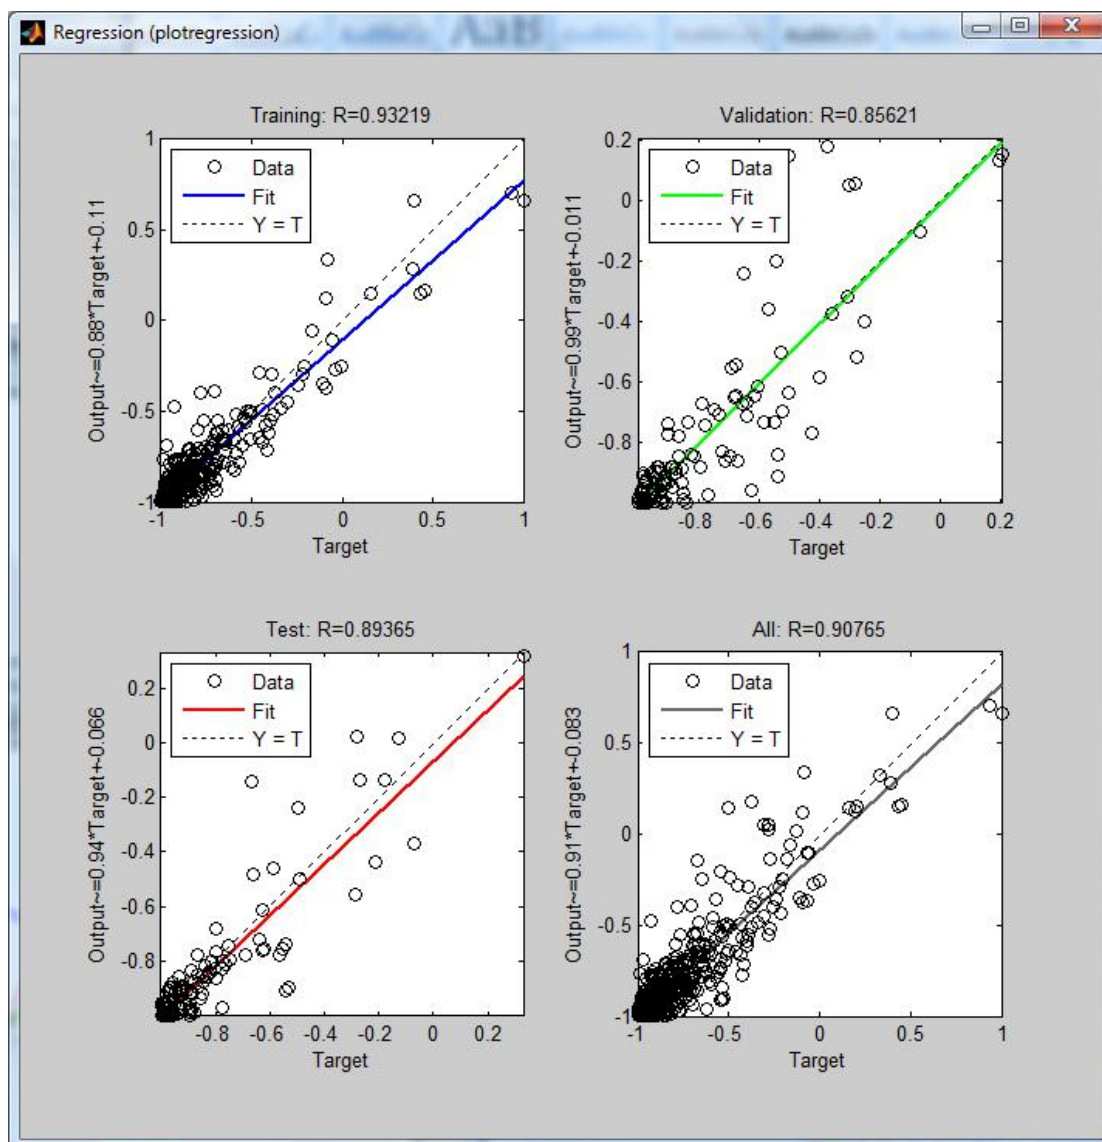 Regression (plotregression)
Training: R=0.93219
Output~=0.88*Target+-0.11
1
0.5
0
-0.5
-1
Data
Fit
Y = T
-1 -0.5 0 0.5 1
Target
Validation: R=0.85621
Output~=0.99*Target+-0.011
0.2
0
-0.2
-0.4
-0.6
-0.8
Data
Fit
Y = T
-0.8 -0.6 -0.4 -0.2 0 0.2
Target
Test: R=0.89365
Output~=0.94*Target+-0.066
0.2
0
-0.2
-0.4
-0.6
-0.8
Data
Fit
Y = T
-0.8 -0.6 -0.4 -0.2 0 0.2
Target
All: R=0.90765
Output~=0.91*Target+-0.083
1
0.5
0
-0.5
-1
Data
Fit
Y = T
-1 -0.5 0 0.5 1
Target